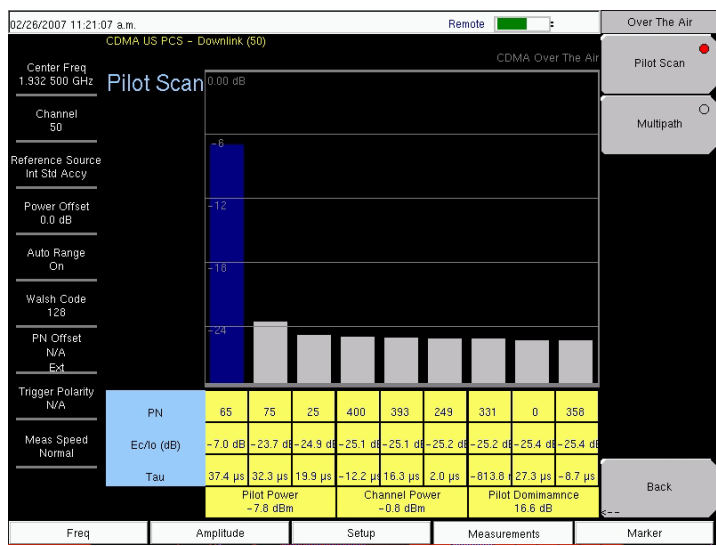 02/26/2007 11:21:07 a.m.
Remote
Over The Air
CDMA US PCS – Downlink (50)
CDMA Over The Air
Center Freq
1.932 500 GHz
Channel
50
Reference Source
Int Std Accy
Power Offset
0.0 dB
Auto Range
On
Walsh Code
128
PN Offset
N/A
Ext
Trigger Polarity
N/A
Meas Speed
Normal
Pilot Scan
0.00 dB
–6
–12
–18
–24
PN 65 75 25 400 393 249 331 0 358
Ec/Io (dB) –7.0 dB –23.7 dB –24.9 dB –25.1 dB –25.1 dB –25.2 dB –25.2 dB –25.4 dB –25.4 dB
Tau 37.4 µs 32.3 µs 19.9 µs –12.2 µs 16.3 µs 2.0 µs –813.8 27.3 µs –8.7 µs
Pilot Power
–7.8 dBm
Channel Power
–0.8 dBm
Pilot Domimamnce
16.6 dB
Pilot Scan
Multipath
Back
<--
Freq Amplitude Setup Measurements Marker